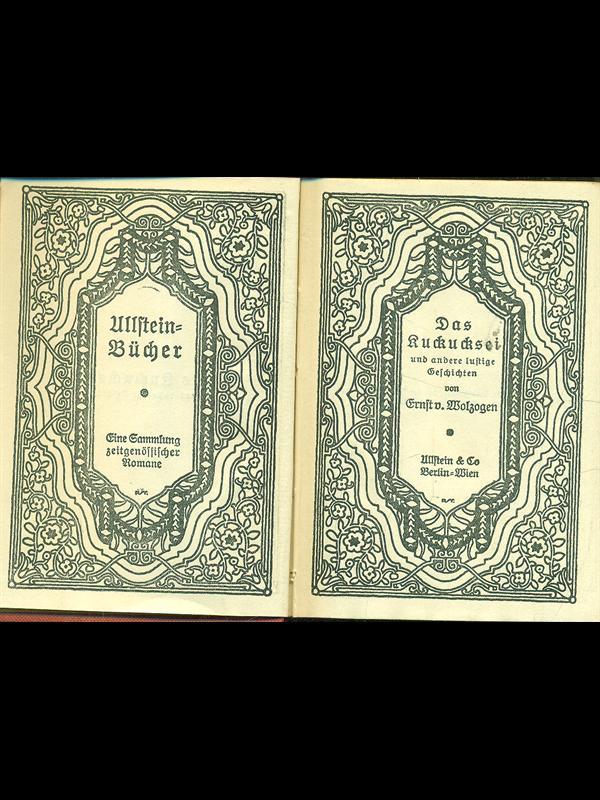 Ullstein=
Bücher
Eine Sammlung
zeitgenössischer
Romane
Das
Kuckucksei
und andere lustige
Geschichten
von
Ernst v. Wolzogen
Ullstein & Co
Berlin=Wien